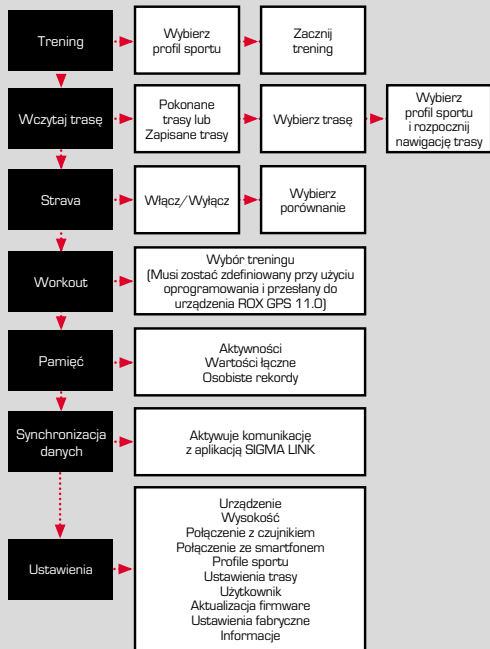 Trening
Wybierz
profil sportu
Zacznij
trening
Wczytaj trasę
Pokonane
trasy lub
Zapisane trasy
Wybierz trasę
Wybierz
profil sportu
i rozpocznij
nawigację trasy
Strava
Włącz/Wyłącz
Wybierz
porównanie
Workout
Wybór treningu
(Musi zostać zdefiniowany przy użyciu
oprogramowania i przesłany do
urządzenia ROX GPS 11.0)
Pamięć
Aktywności
Wartości łączne
Osobiste rekordy
Synchronizacja
danych
Aktywuje komunikację
z aplikacją SIGMA LINK
Ustawienia
Urządzenie
Wysokość
Połączenie z czujnikiem
Połączenie ze smartfonem
Profile sportu
Ustawienia trasy
Użytkownik
Aktualizacja firmware
Ustawienia fabryczne
Informacje